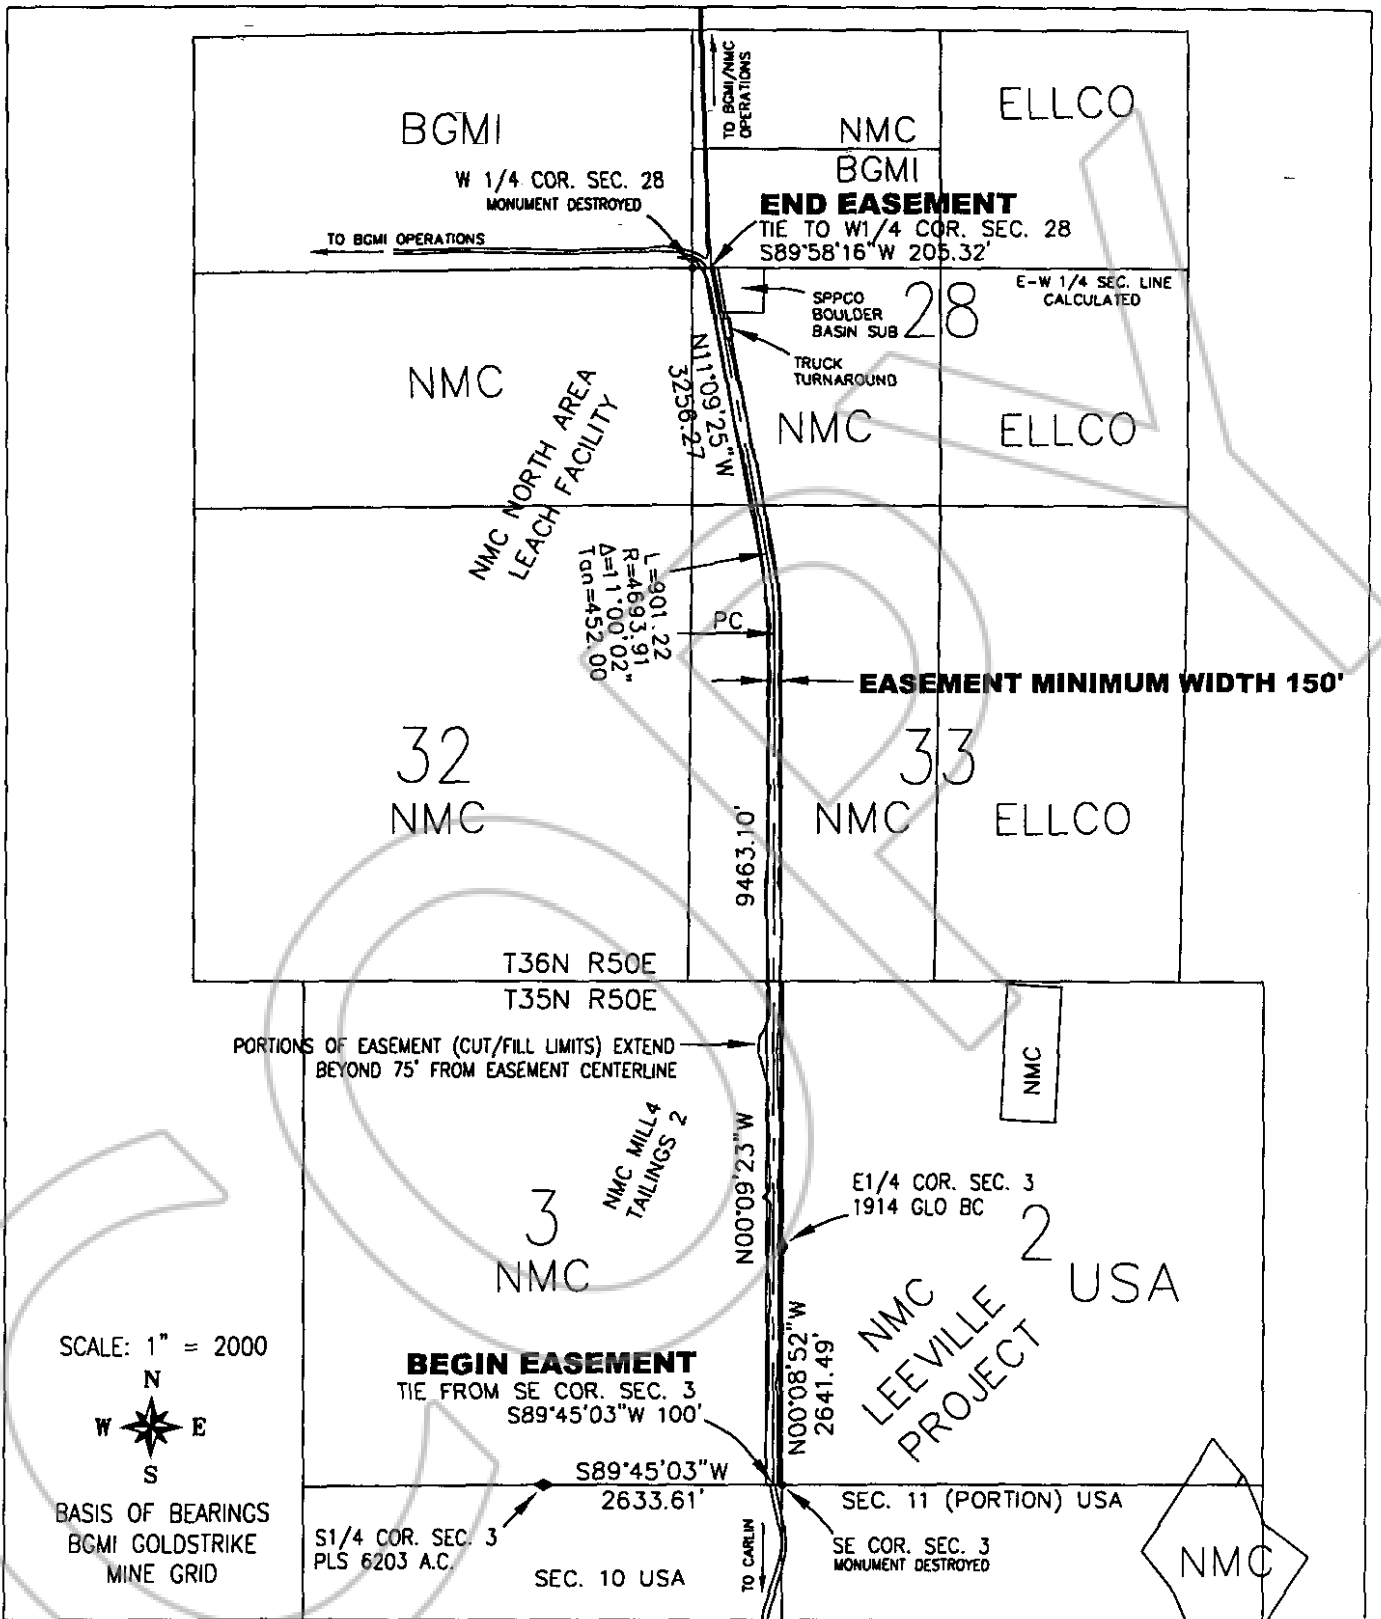 BGMI
TO BGMI/NMC
OPERATIONS
NMC
ELLCO
BGMI
W 1/4 COR. SEC. 28
MONUMENT DESTROYED
END EASEMENT
TIE TO W1/4 COR. SEC. 28
S89°58'16"W 205.32'
TO BGMI OPERATIONS
E-W 1/4 SEC. LINE
CALCULATED
SPPCO
BOULDER
BASIN SUB
28
TRUCK
TURNAROUND
N11°09'25"W
3256.27
NMC
NMC NORTH AREA
LEACH FACILITY
NMC
ELLCO
L=901.22
R=4693.91
Δ=11°00'02"
Tan=452.00
PC
EASEMENT MINIMUM WIDTH 150'
32
NMC
33
NMC
ELLCO
9463.10'
T36N R50E
T35N R50E
PORTIONS OF EASEMENT (CUT/FILL LIMITS) EXTEND
BEYOND 75' FROM EASEMENT CENTERLINE
NMC
NMC MILL4
TAILINGS 2
N00°09'23"W
E1/4 COR. SEC. 3
1914 GLO BC
3
NMC
2
USA
NMC
LEEVILLE
PROJECT
N00°08'52"W
2641.49'
SCALE: 1" = 2000
N
W E
S
BASIS OF BEARINGS
BGMI GOLDSTRIKE
MINE GRID
BEGIN EASEMENT
TIE FROM SE COR. SEC. 3
S89°45'03"W 100'
S89°45'03"W
2633.61'
S1/4 COR. SEC. 3
PLS 6203 A.C.
SEC. 10 USA
TO CARLIN
SEC. 11 (PORTION) USA
SE COR. SEC. 3
MONUMENT DESTROYED
NMC
COPY